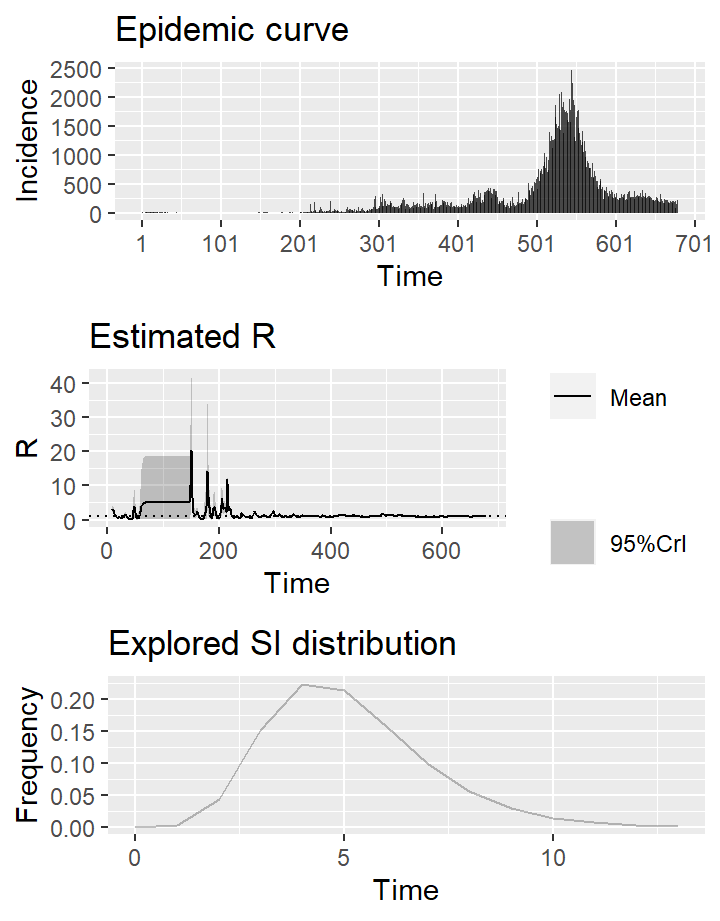 Epidemic curve
2500
2000
1500
1000
500
0
Incidence
1 101 201 301 401 501 601 701
Time
Estimated R
40
30
20
10
0
R
0 200 400 600
Time
Mean
95%CrI
Explored SI distribution
0.20
0.15
0.10
0.05
0.00
Frequency
0 5 10
Time